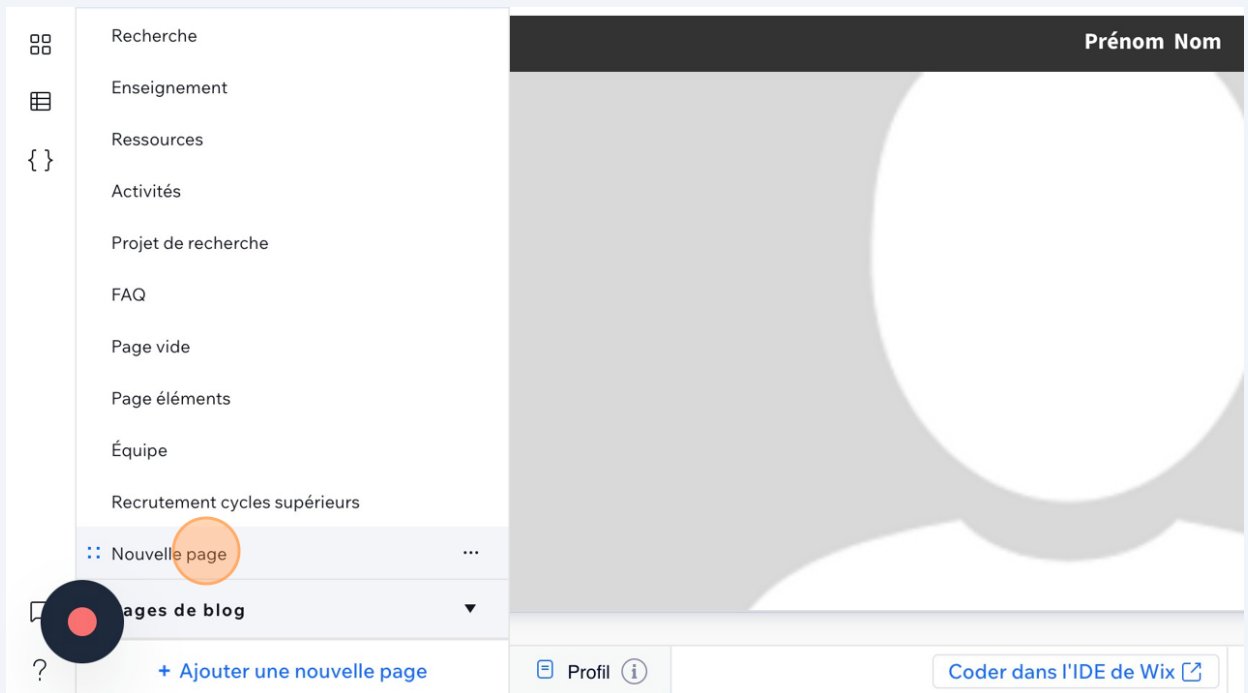 Recherche
Enseignement
Ressources
Activités
Projet de recherche
FAQ
Page vide
Page éléments
Équipe
Recrutement cycles supérieurs
Nouvelle page
ages de blog
+ Ajouter une nouvelle page
?
Prénom Nom
Profil
Coder dans l'IDE de Wix